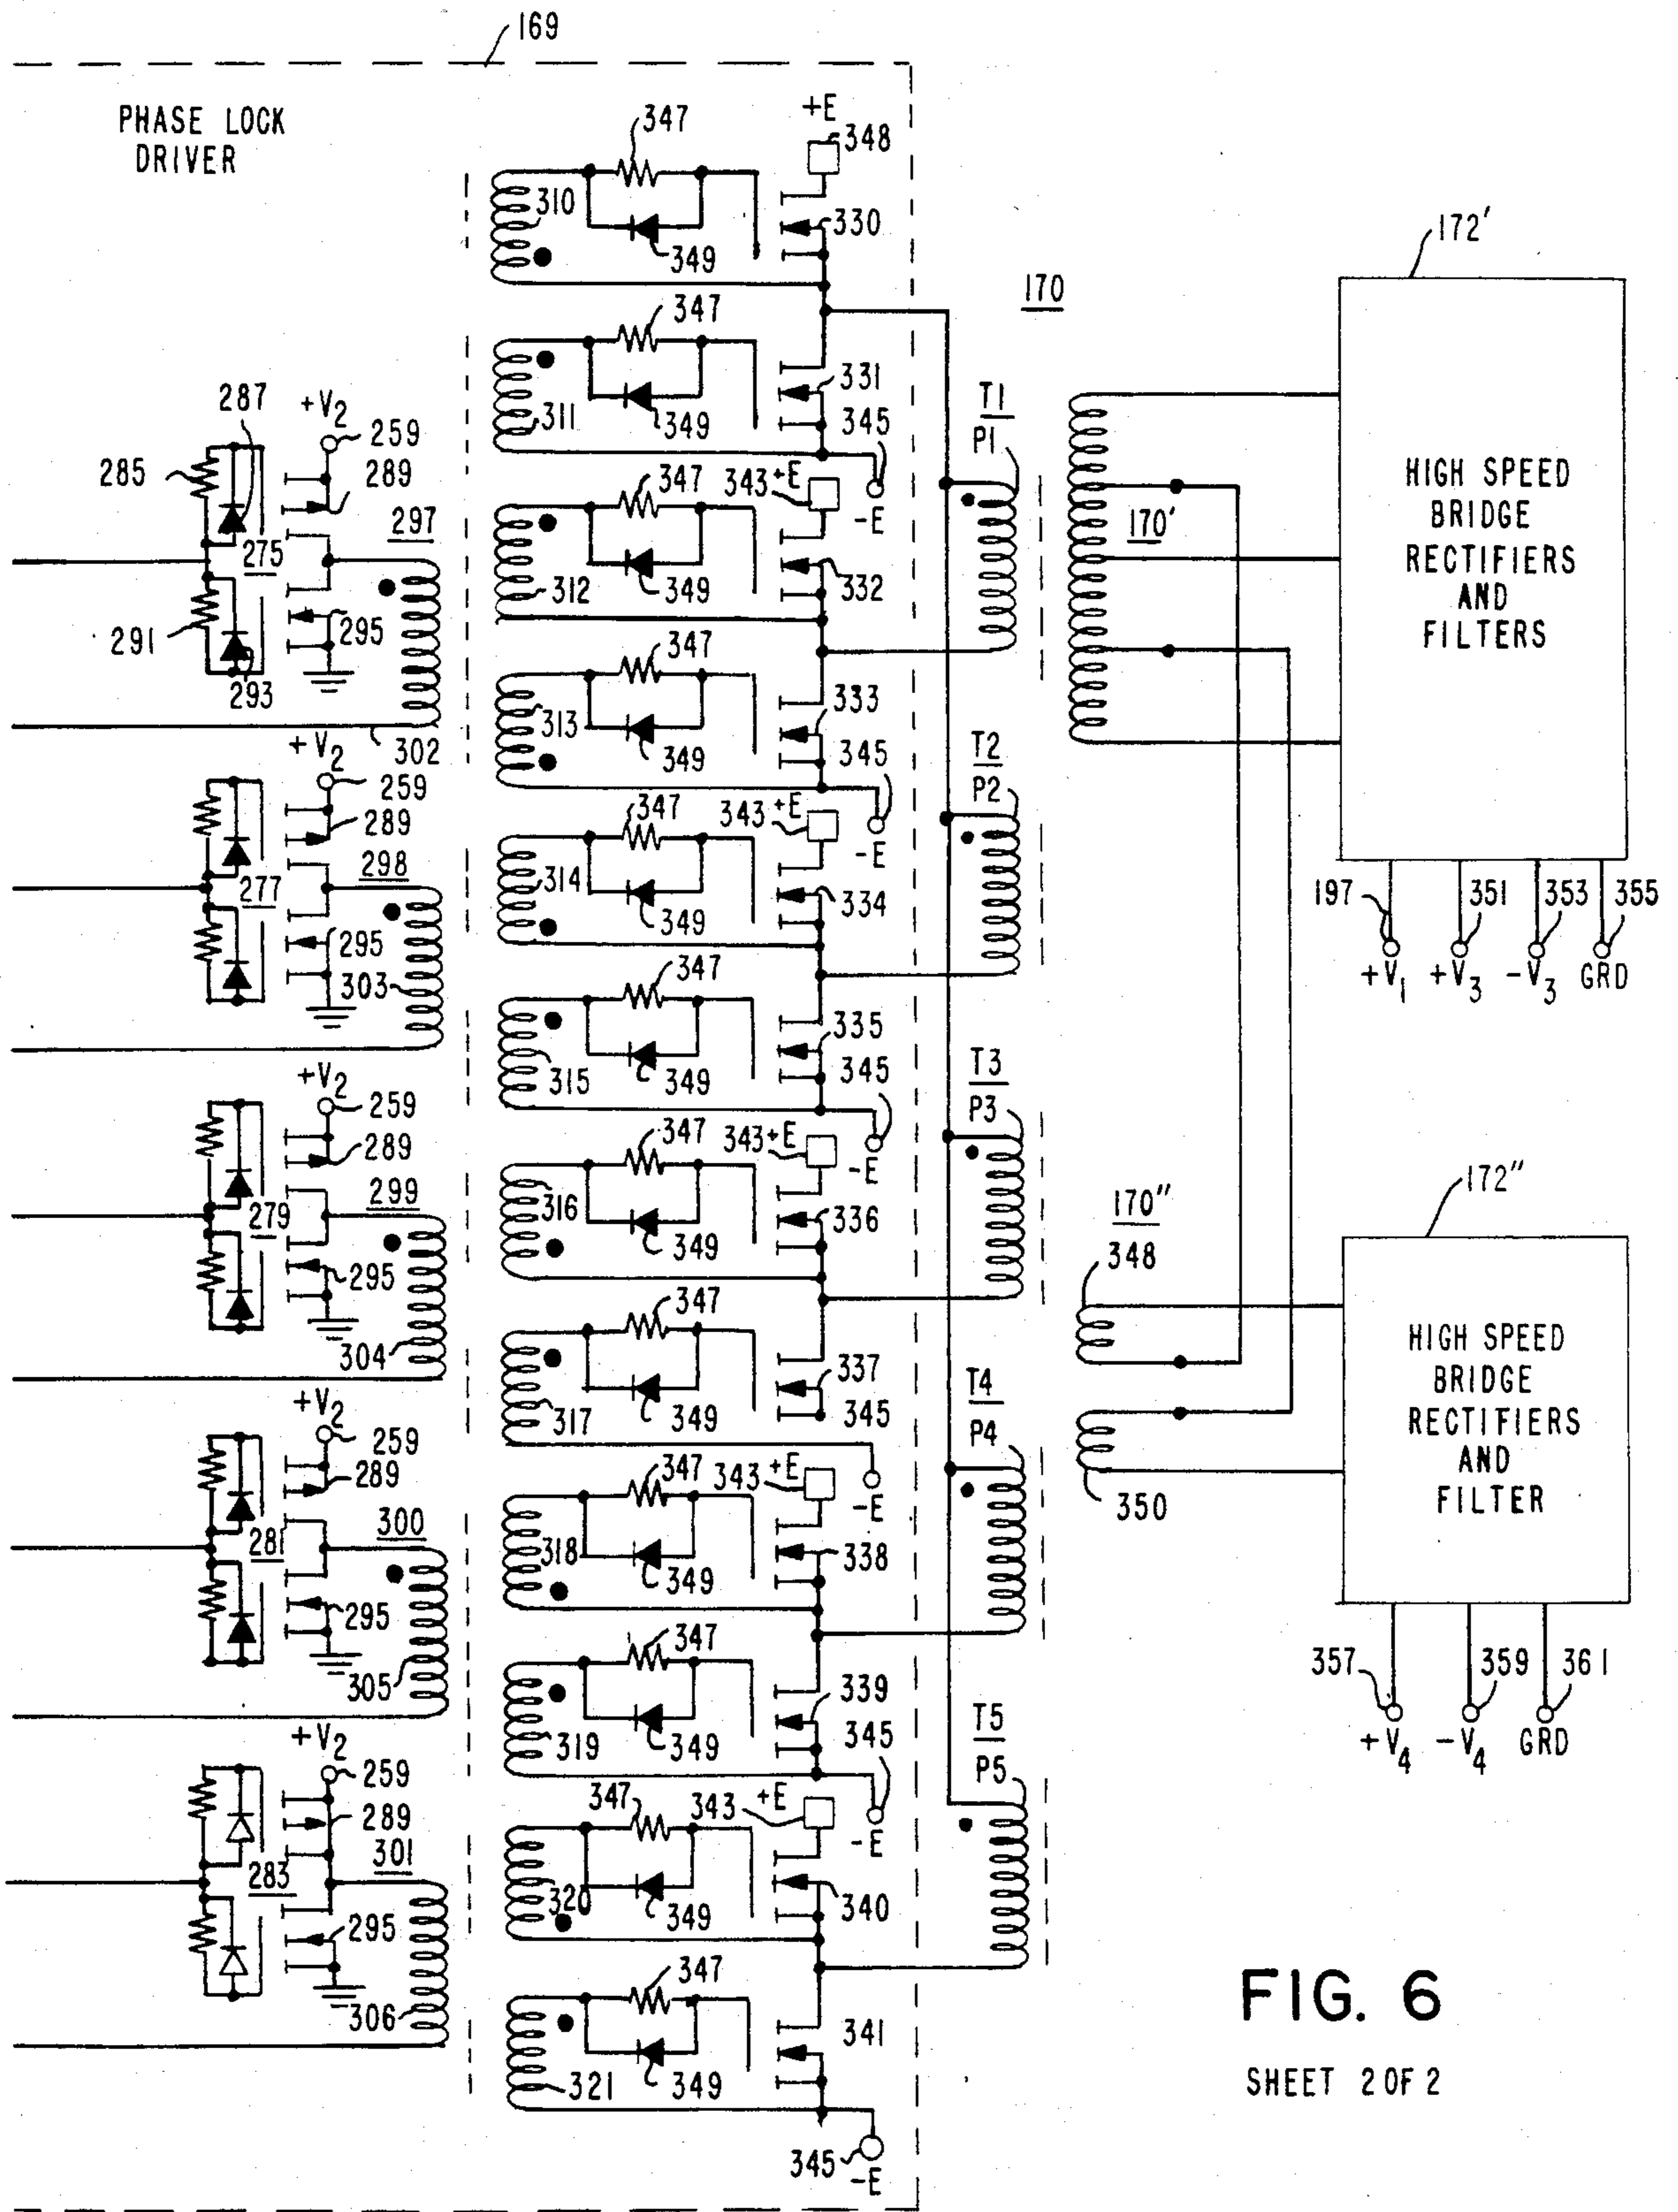 169
PHASE LOCK
DRIVER
+E
347
348
310
330
349
172'
170
347
331
311
349
345
T1
P1
287
+V2
259
285
289
347
343 +E
-E
HIGH SPEED
BRIDGE
RECTIFIERS
AND
FILTERS
297
170'
275
312
349
332
291
295
293
347
313
333
349
345
302
+V2
259
289
T2
P2
347
343 +E
-E
298
277
314
349
334
295
303
347
197
351
353
355
+V1
+V3
-V3
GRD
335
315
349
345
T3
P3
+V2
259
289
347
343 +E
-E
299
279
316
349
336
170"
348
172"
295
304
347
337
317
349
345
T4
P4
HIGH SPEED
BRIDGE
RECTIFIERS
AND
FILTER
+V2
259
289
347
343 +E
-E
350
300
281
318
349
338
295
305
347
339
319
349
345
357
359
361
+V4
-V4
GRD
T5
P5
+V2
259
289
347
343
+E
-E
301
283
320
349
340
295
306
347
341
321
349
345
-E
FIG. 6
SHEET 2 OF 2